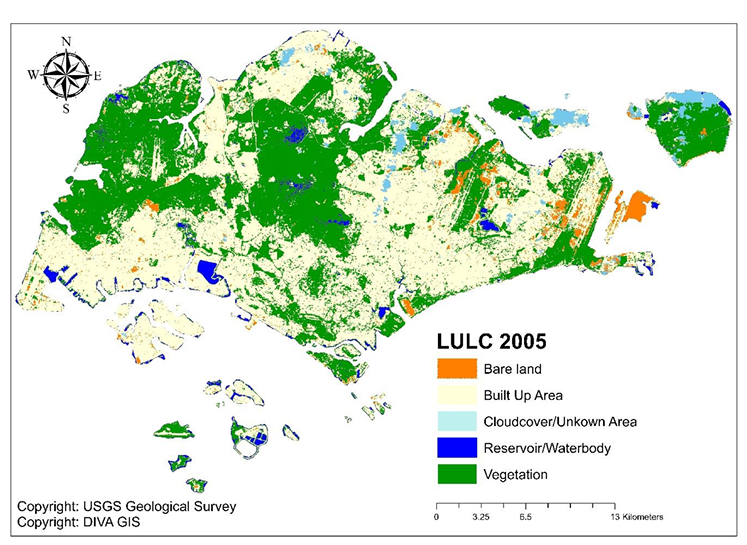 N
W E
S
LULC 2005
Bare land
Built Up Area
Cloudcover/Unkown Area
Reservoir/Waterbody
Vegetation
Copyright: USGS Geological Survey
Copyright: DIVA GIS
0 3.25 6.5 13 Kilometers